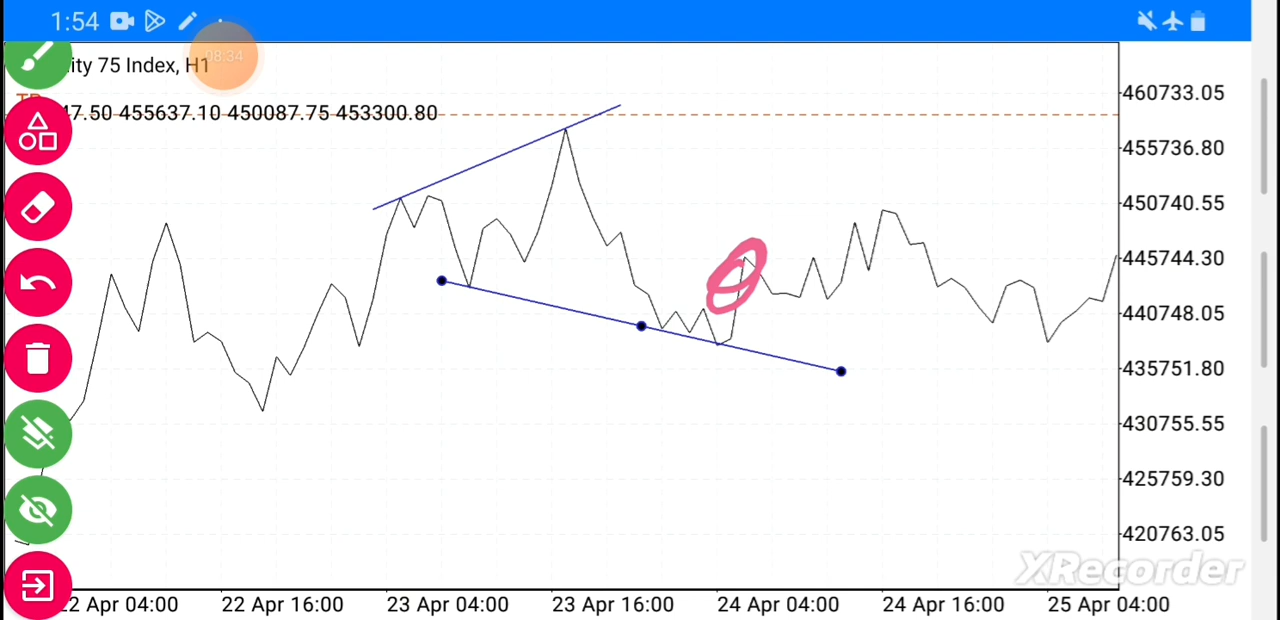 1:54
08:34
ity 75 Index, H1
47.50 455637.10 450087.75 453300.80
460733.05
455736.80
450740.55
445744.30
440748.05
435751.80
430755.55
425759.30
420763.05
XRecorder
22 Apr 04:00 22 Apr 16:00 23 Apr 04:00 23 Apr 16:00 24 Apr 04:00 24 Apr 16:00 25 Apr 04:00